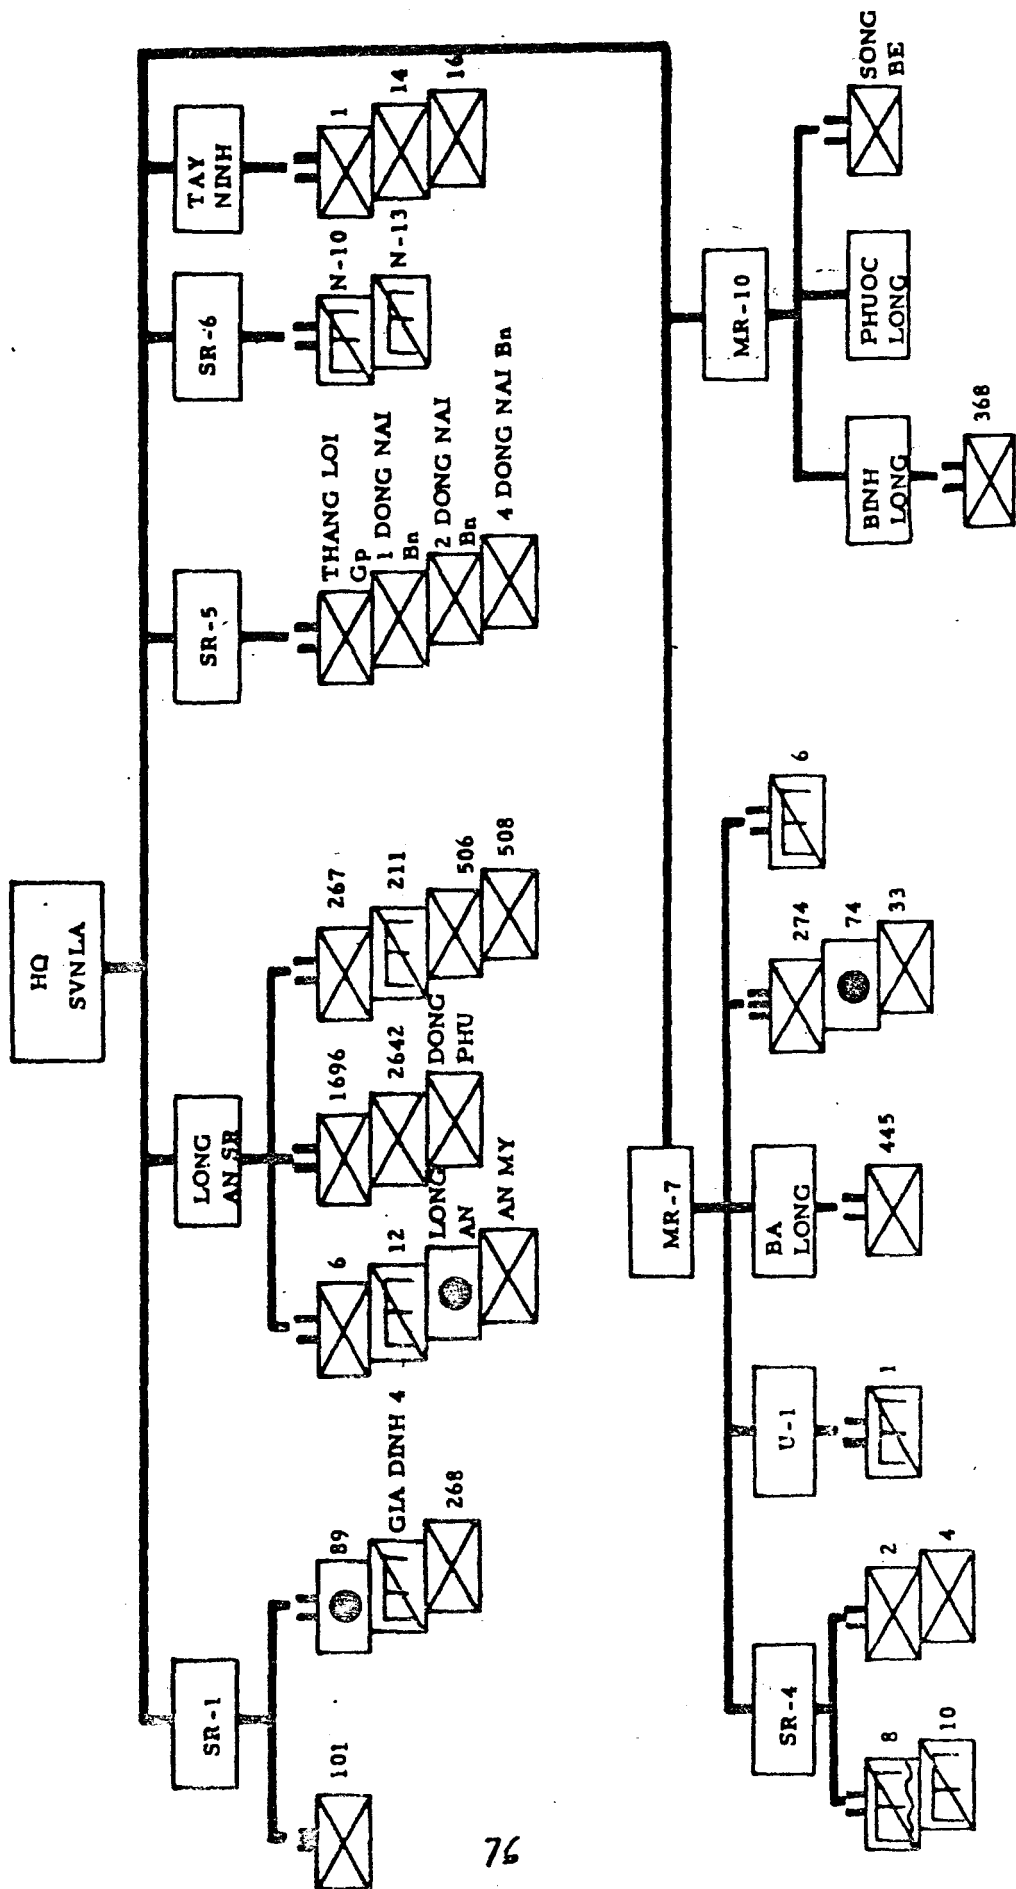 HQ
SVNLA
SR-1
101
89
GIA DINH 4
268
LONG
AN SR
6
12
LONG
AN
AN MY
1696
2642
DONG
PHU
267
211
506
508
SR-5
THANG LOI
Gp
1 DONG NAI
Bn
2 DONG NAI
Bn
4 DONG NAI Bn
SR-6
N-10
N-13
TAY
NINH
1
14
16
MR-7
SR-4
8
10
2
4
U-1
1
BA
LONG
445
274
74
33
6
MR-10
BINH
LONG
368
PHUOC
LONG
SONG
BE